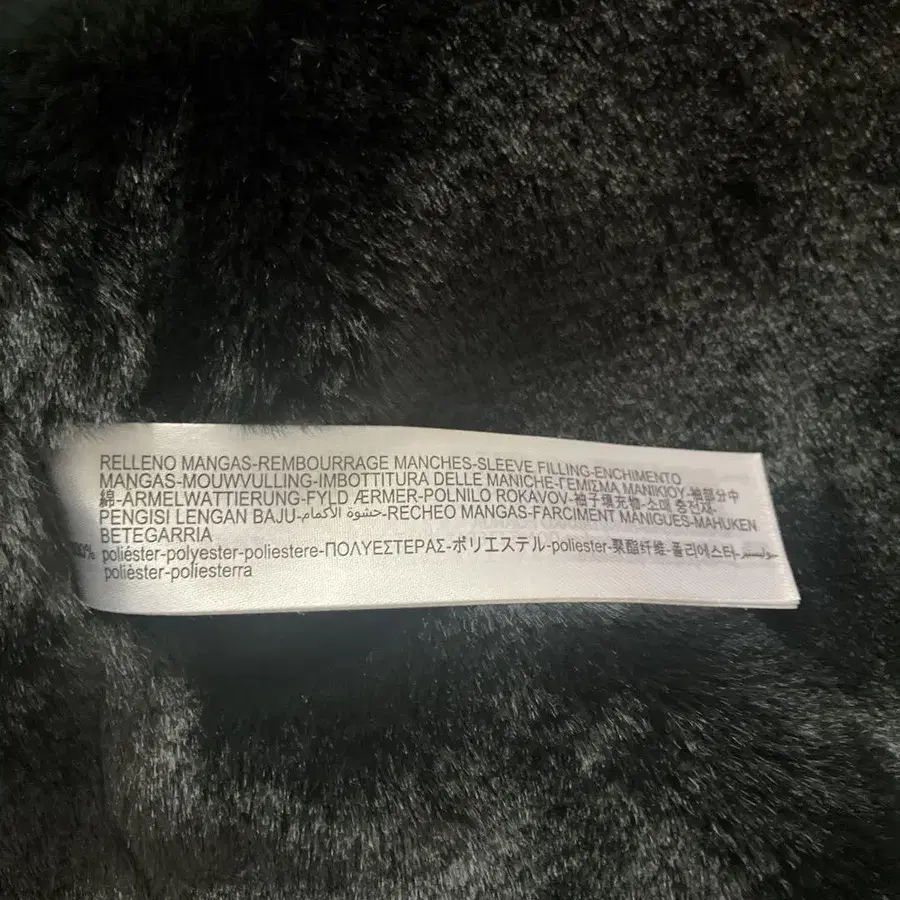 RELLENO MANGAS-REMBOURRAGE MANCHES-SLEEVE FILLING-ENCHIMENTO
MANGAS-MOUWVULLING-IMBOTTITURA DELLE MANICHE-ΓΕΜΙΣΜΑ ΜΑΝΙΚΙΟΥ-袖部分中
綿-ÄRMELWATTIERUNG-FYLD ÆRMER-POLNILO ROKAVOV-袖子填充物-소매 충전재-
PENGISI LENGAN BAJU-حشوة الأكمام-RECHEO MANGAS-FARCIMENT MÀNIGUES-MAHUKEN
BETEGARRIA
100% poliéster-polyester-poliestere-ΠΟΛΥΕΣΤΕΡΑΣ-ポリエステル-poliester-聚酯纤维-폴리에스터-بوليستر
polièster-poliesterra